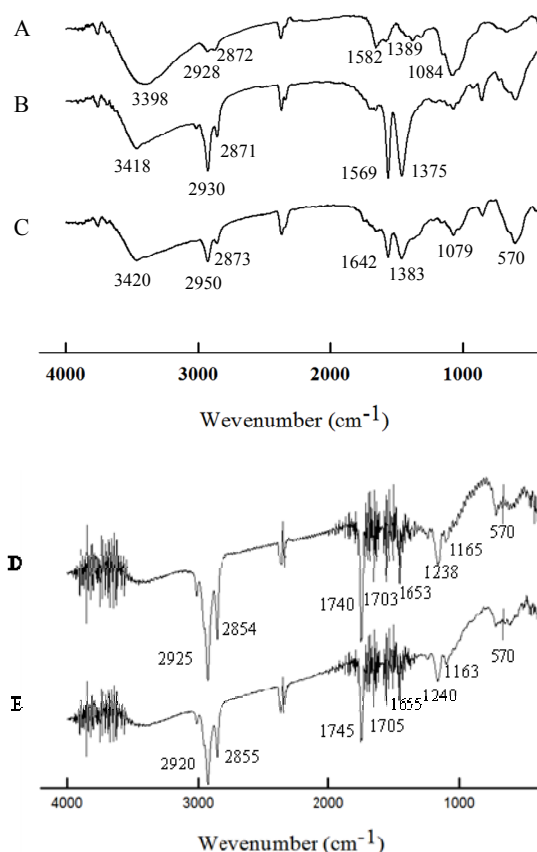 A
2928 2872 1582 1389
3398 1084
B
3418 2871
2930 1569 1375
C
2873 1642 1383 1079 570
3420 2950
4000 3000 2000 1000
Wevenumber (cm-1)
D
570
1165
1238
1740 1703 1653
2854
2925
E
570
1163
1240
1655
1745 1705
2920 2855
4000 3000 2000 1000
Wevenumber (cm-1)